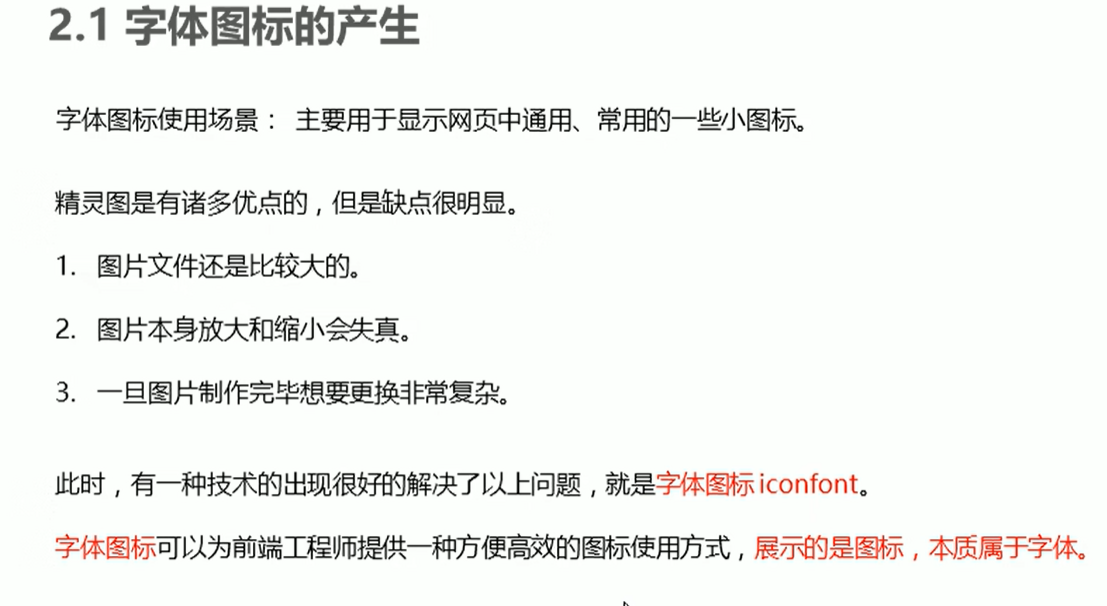 2.1 字体图标的产生
字体图标使用场景： 主要用于显示网页中通用、常用的一些小图标。
精灵图是有诸多优点的，但是缺点很明显。
1. 图片文件还是比较大的。
2. 图片本身放大和缩小会失真。
3. 一旦图片制作完毕想要更换非常复杂。
此时，有一种技术的出现很好的解决了以上问题，就是字体图标 iconfont。
字体图标可以为前端工程师提供一种方便高效的图标使用方式，展示的是图标，本质属于字体。